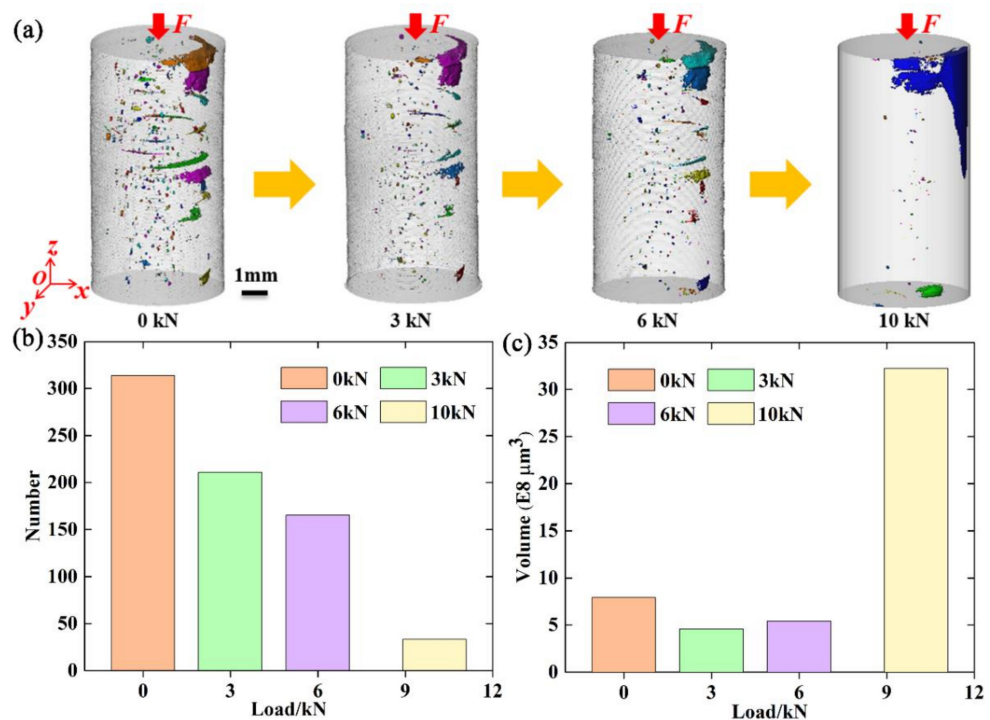 (a)
F
F
F
F
z
o
x
y
1mm
0 kN
3 kN
6 kN
10 kN
(b)
350
300
250
200
150
100
50
0
Number
0kN
3kN
6kN
10kN
0
3
6
9
12
Load/kN
(c)
35
30
25
20
15
10
5
0
Volume (E8 μm³)
0kN
3kN
6kN
10kN
0
3
6
9
12
Load/kN